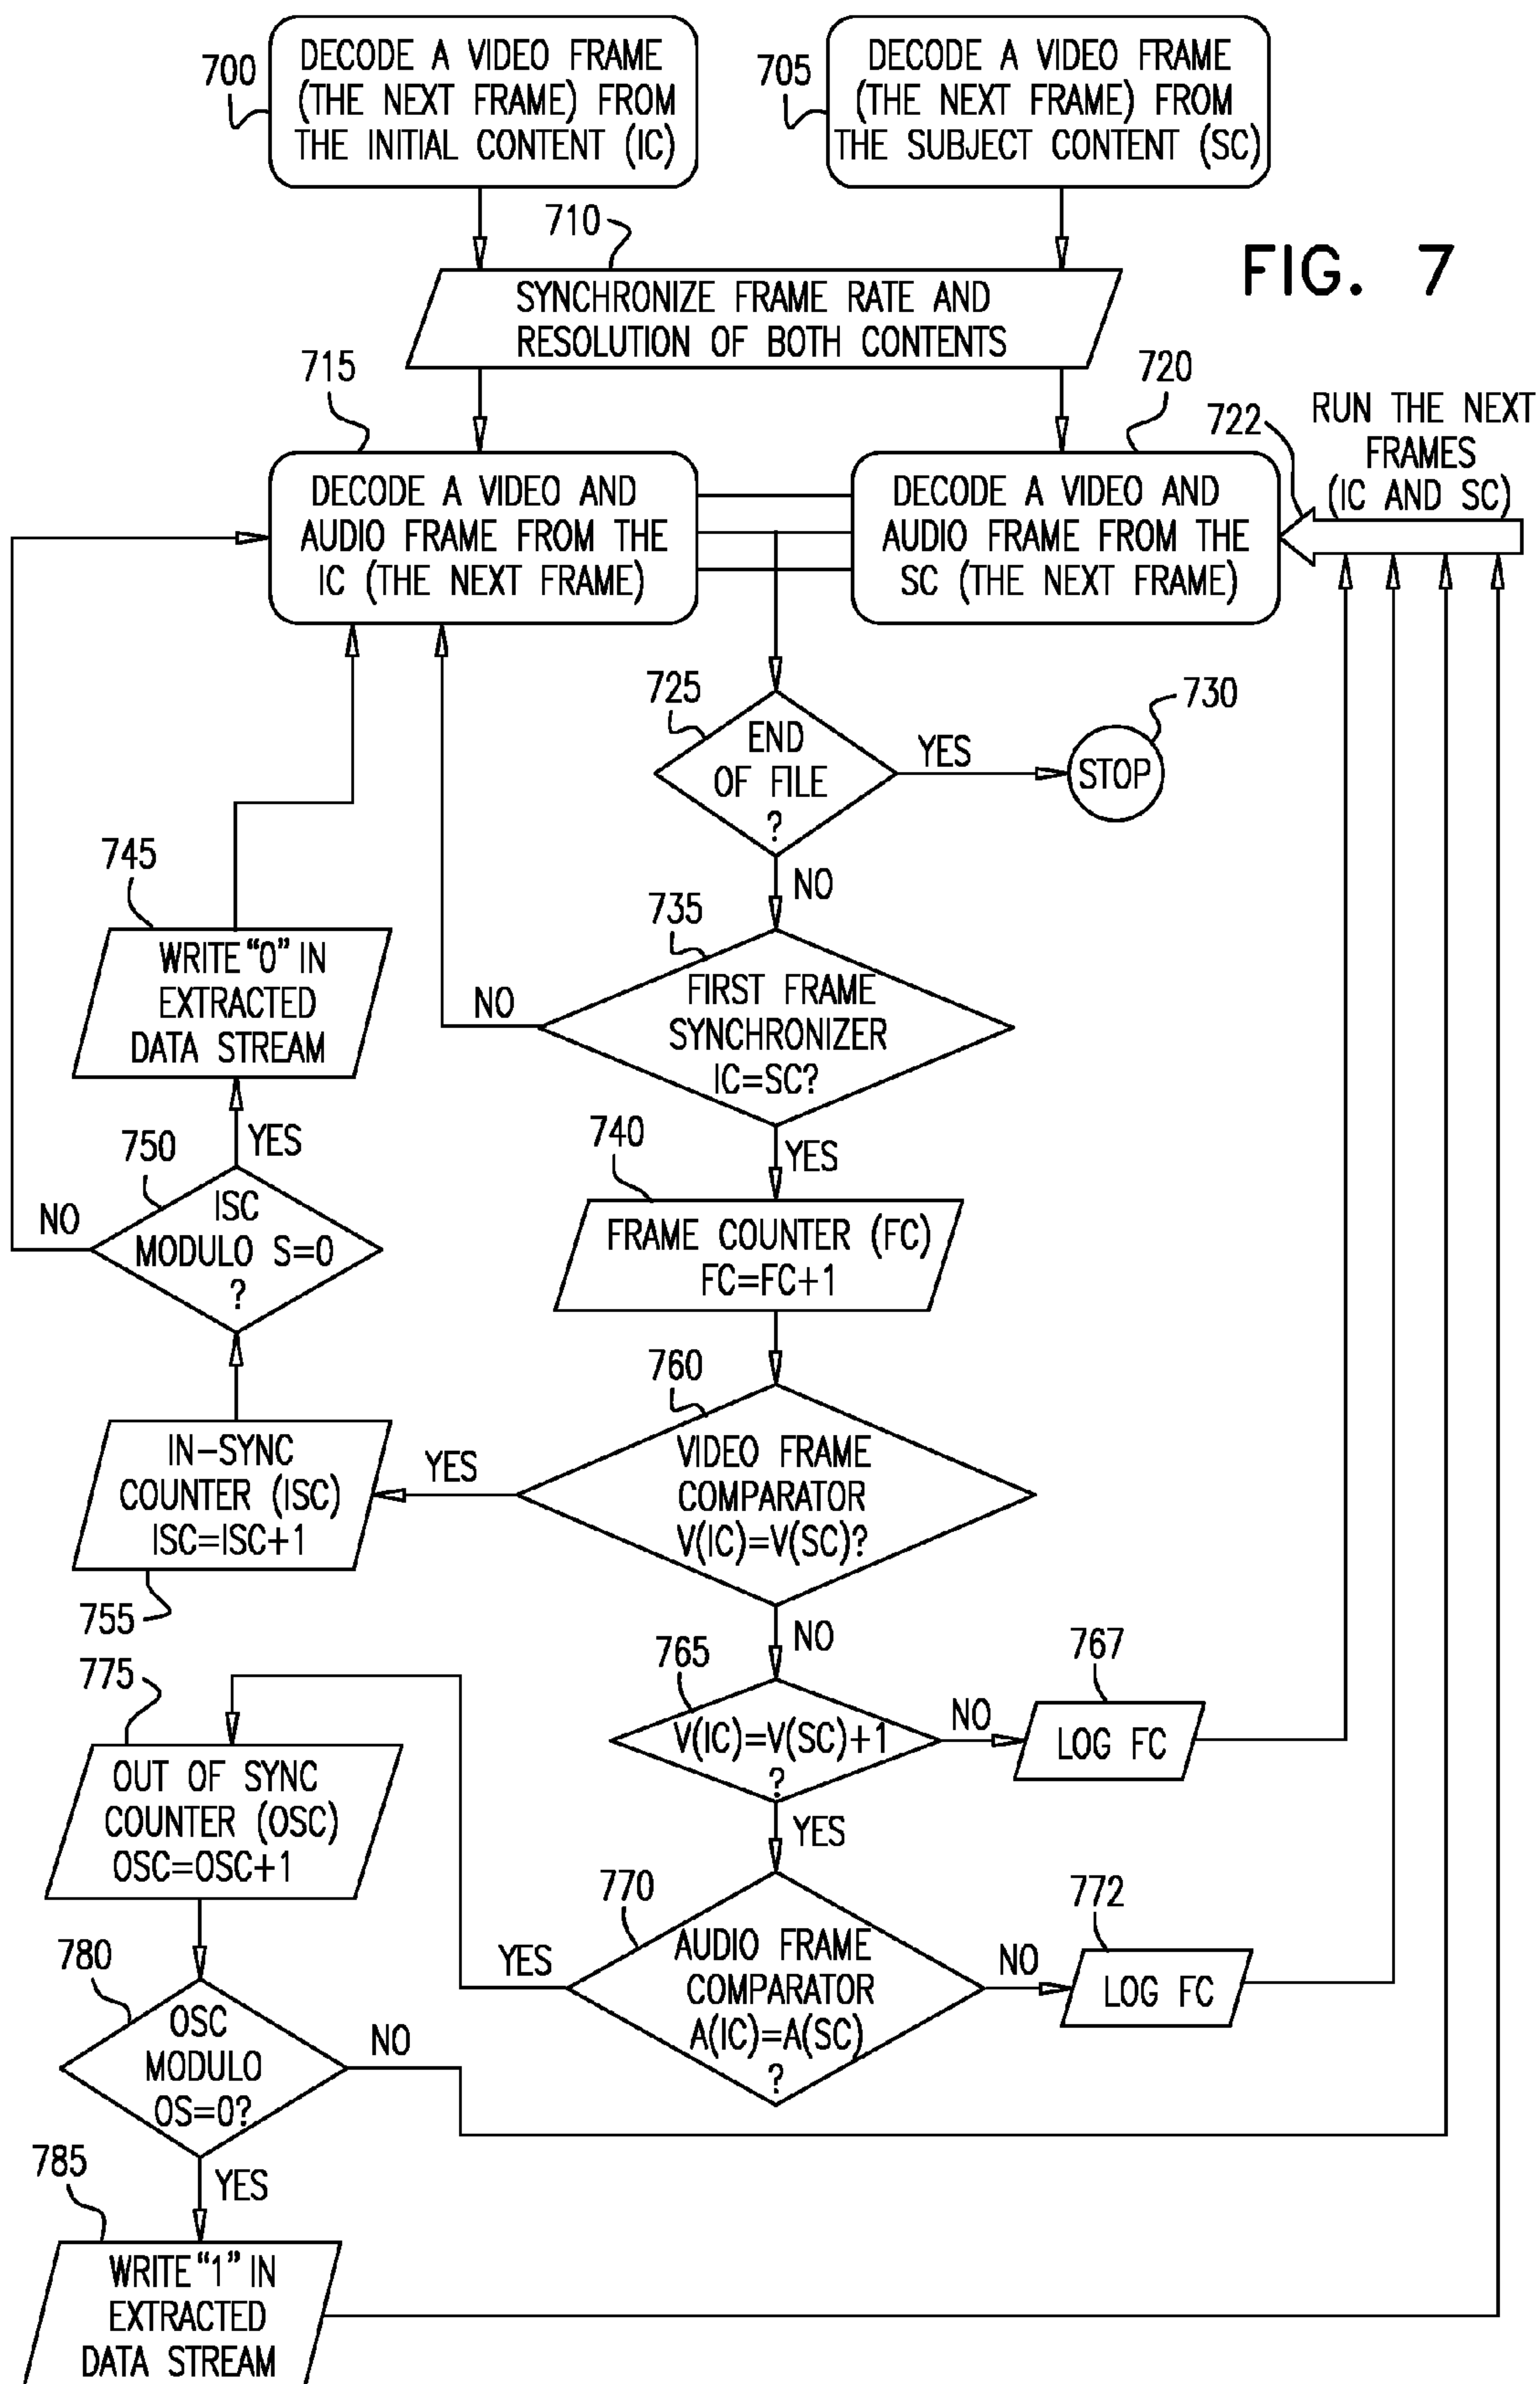 700
DECODE A VIDEO FRAME
(THE NEXT FRAME) FROM
THE INITIAL CONTENT (IC)
705
DECODE A VIDEO FRAME
(THE NEXT FRAME) FROM
THE SUBJECT CONTENT (SC)
710
FIG. 7
SYNCHRONIZE FRAME RATE AND
RESOLUTION OF BOTH CONTENTS
715
720
722
RUN THE NEXT
FRAMES
(IC AND SC)
DECODE A VIDEO AND
AUDIO FRAME FROM THE
IC (THE NEXT FRAME)
DECODE A VIDEO AND
AUDIO FRAME FROM THE
SC (THE NEXT FRAME)
725
END
OF FILE
?
YES
730
STOP
NO
735
FIRST FRAME
SYNCHRONIZER
IC=SC?
NO
YES
745
WRITE "0" IN
EXTRACTED
DATA STREAM
YES
750
ISC
MODULO S=0
?
NO
740
FRAME COUNTER (FC)
FC=FC+1
760
VIDEO FRAME
COMPARATOR
V(IC)=V(SC)?
YES
IN-SYNC
COUNTER (ISC)
ISC=ISC+1
755
NO
765
V(IC)=V(SC)+1
?
NO
767
LOG FC
YES
775
OUT OF SYNC
COUNTER (OSC)
OSC=OSC+1
770
AUDIO FRAME
COMPARATOR
A(IC)=A(SC)
?
YES
NO
772
LOG FC
780
OSC
MODULO
OS=0?
NO
YES
785
WRITE "1" IN
EXTRACTED
DATA STREAM